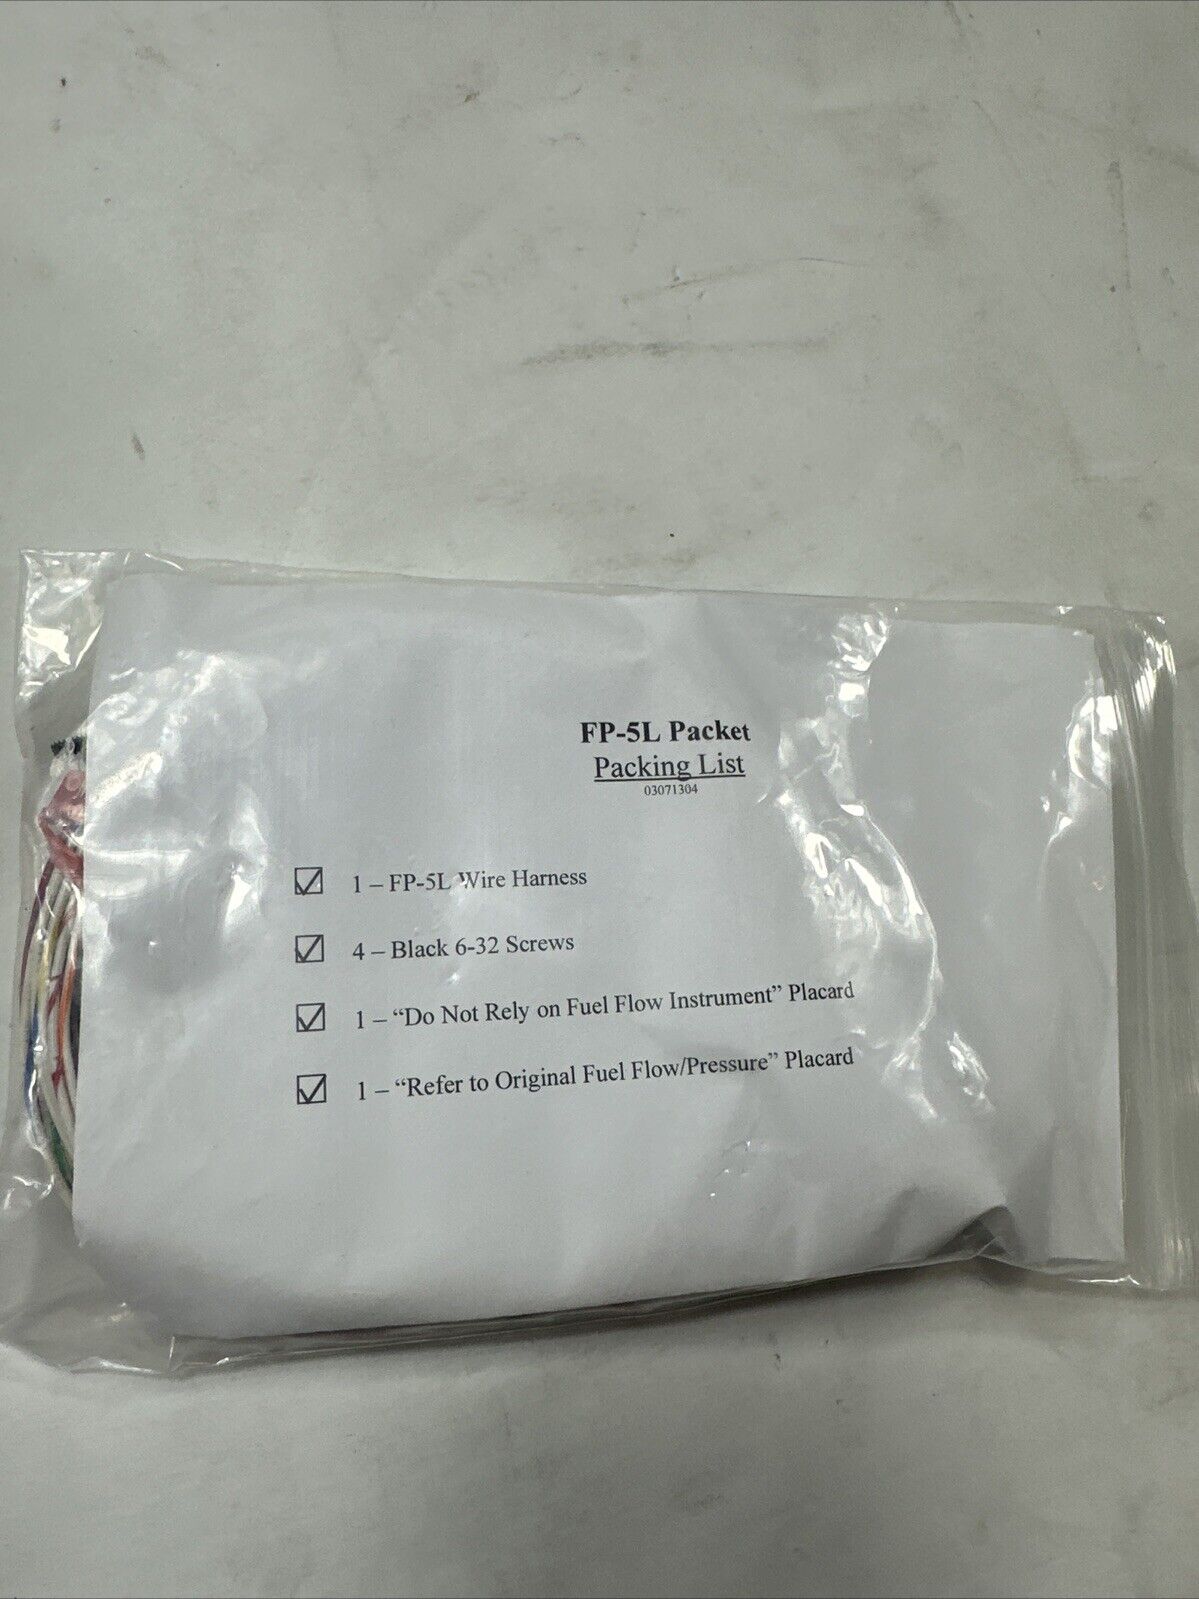 FP-5L Packet
Packing List
03071304
1 – FP-5L Wire Harness
4 – Black 6-32 Screws
1 – “Do Not Rely on Fuel Flow Instrument” Placard
1 – “Refer to Original Fuel Flow/Pressure” Placard